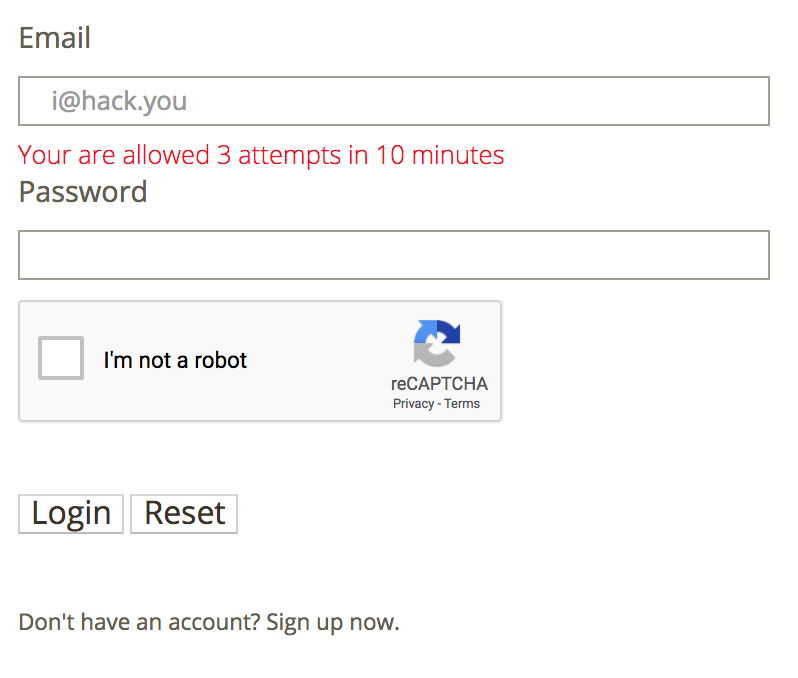 Email
i@hack.you
Your are allowed 3 attempts in 10 minutes
Password
I'm not a robot
reCAPTCHA
Privacy - Terms
Login Reset
Don't have an account? Sign up now.